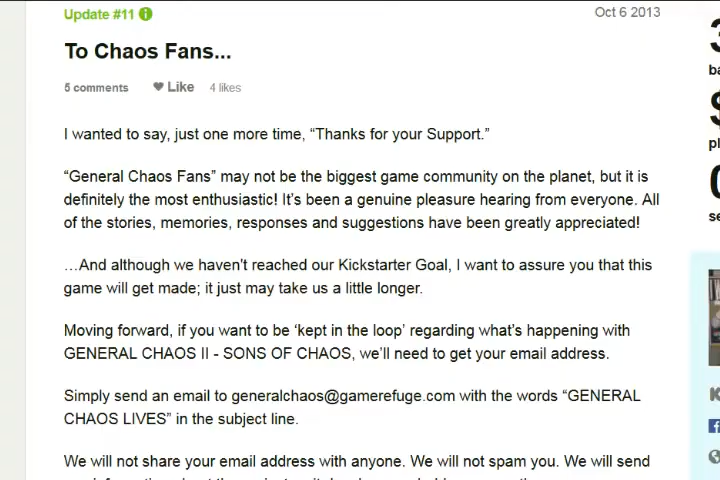 Update #11
Oct 6 2013
To Chaos Fans...
5 comments Like 4 likes
I wanted to say, just one more time, “Thanks for your Support.”
“General Chaos Fans” may not be the biggest game community on the planet, but it is
definitely the most enthusiastic! It’s been a genuine pleasure hearing from everyone. All
of the stories, memories, responses and suggestions have been greatly appreciated!
…And although we haven't reached our Kickstarter Goal, I want to assure you that this
game will get made; it just may take us a little longer.
Moving forward, if you want to be ‘kept in the loop’ regarding what’s happening with
GENERAL CHAOS II - SONS OF CHAOS, we’ll need to get your email address.
Simply send an email to generalchaos@gamerefuge.com with the words “GENERAL
CHAOS LIVES” in the subject line.
We will not share your email address with anyone. We will not spam you. We will send